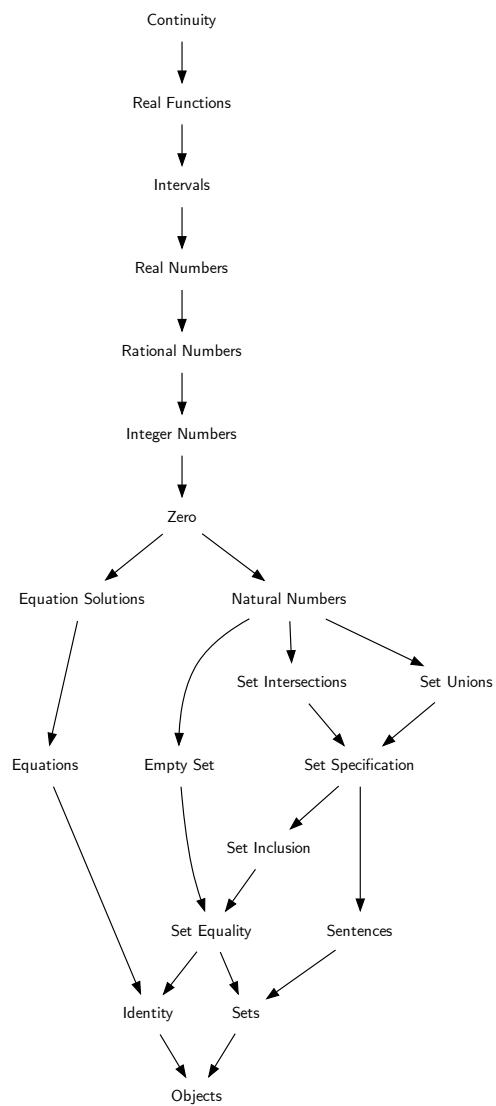 Continuity
Real Functions
Intervals
Real Numbers
Rational Numbers
Integer Numbers
Zero
Equation Solutions
Natural Numbers
Set Intersections
Set Unions
Equations
Empty Set
Set Specification
Set Inclusion
Set Equality
Sentences
Identity
Sets
Objects